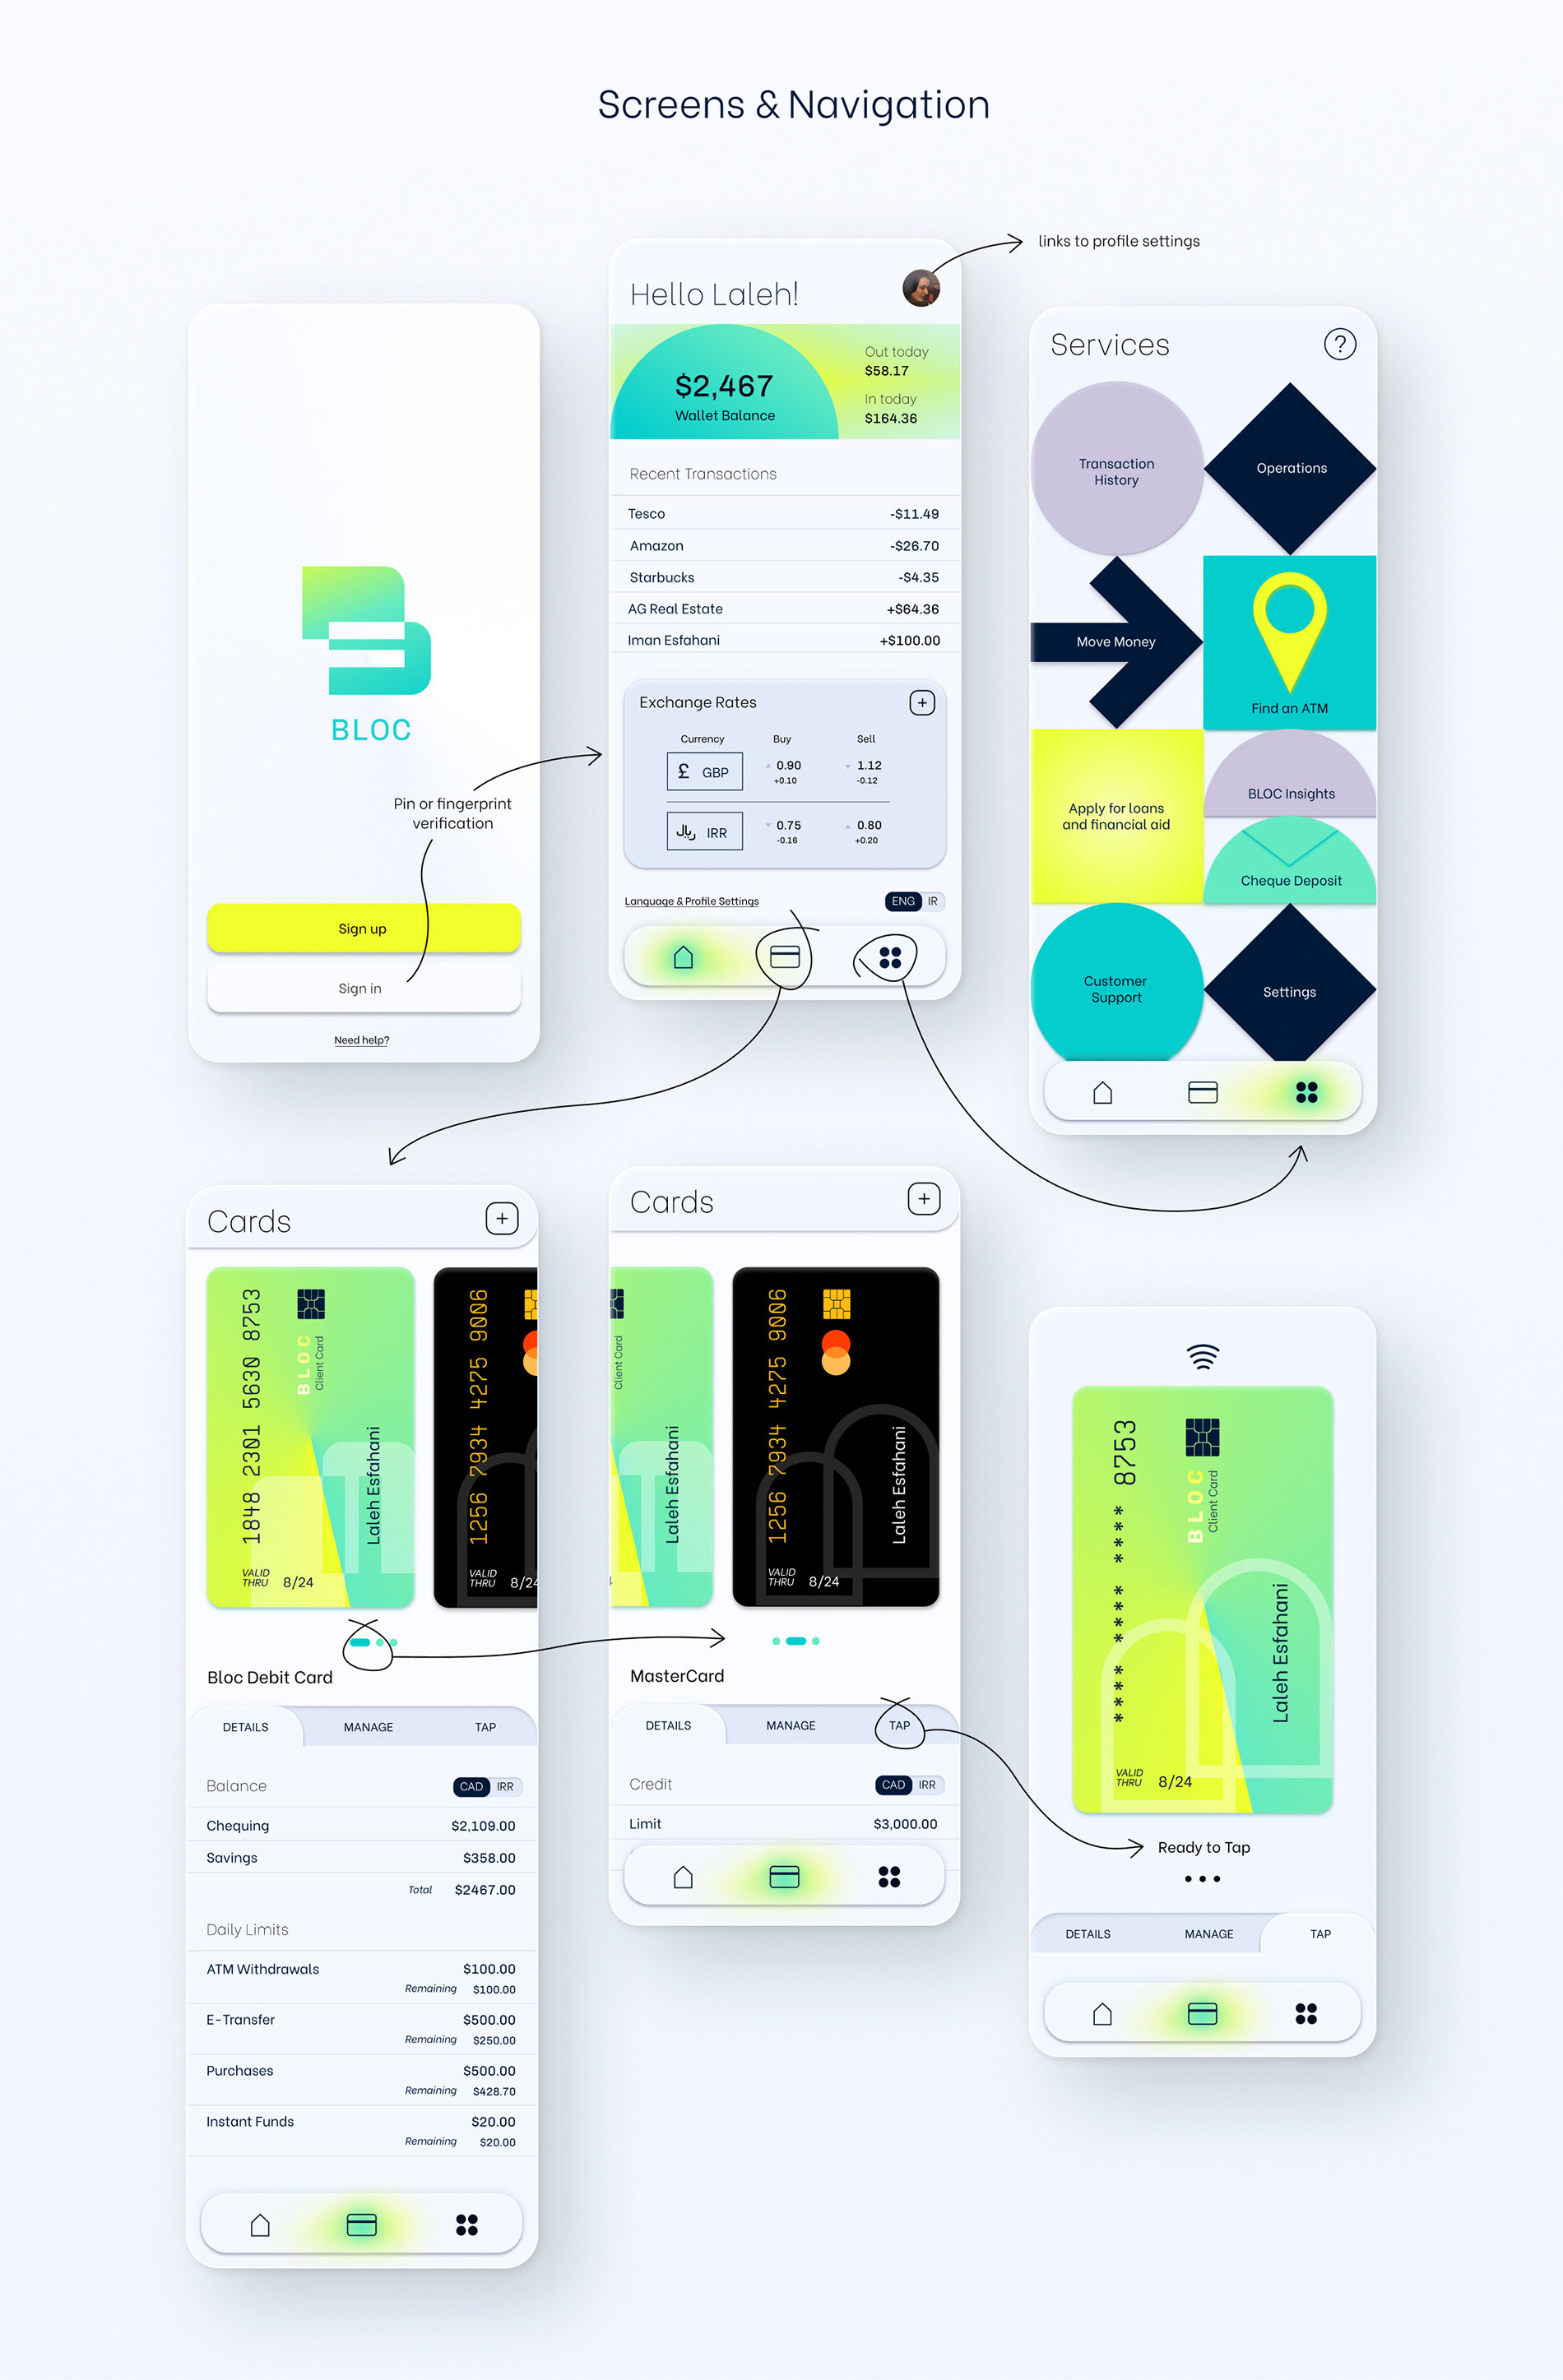 Screens & Navigation
links to profile settings
BLOC
Pin or fingerprint
verification
Sign up
Sign in
Need help?
Hello Laleh!
$2,467
Wallet Balance
Out today
$58.17
In today
$164.36
Recent Transactions
Tesco -$11.49
Amazon -$26.70
Starbucks -$4.35
AG Real Estate +$64.36
Iman Esfahani +$100.00
Exchange Rates +
Currency Buy Sell
£ GBP 0.90 1.12
+0.10 -0.12
ریال IRR 0.75 0.80
-0.16 +0.20
Language & Profile Settings ENG IR
Services ?
Transaction
History
Operations
Move Money
Find an ATM
Apply for loans
and financial aid
BLOC Insights
Cheque Deposit
Customer
Support
Settings
Cards +
1848 2301 5630 8753
BLOC
Client Card
Laleh Esfahani
VALID
THRU 8/24
1256 7934 4275 9006
VALID
THRU 8/24
Bloc Debit Card
DETAILS MANAGE TAP
Balance CAD IRR
Chequing $2,109.00
Savings $358.00
Total $2467.00
Daily Limits
ATM Withdrawals $100.00
Remaining $100.00
E-Transfer $500.00
Remaining $250.00
Purchases $500.00
Remaining $428.70
Instant Funds $20.00
Remaining $20.00
Cards +
Client Card
Laleh Esfahani
4
1256 7934 4275 9006
Laleh Esfahani
VALID
THRU 8/24
MasterCard
DETAILS MANAGE TAP
Credit CAD IRR
Limit $3,000.00
**** **** **** 8753
BLOC
Client Card
Laleh Esfahani
VALID
THRU 8/24
Ready to Tap
DETAILS MANAGE TAP